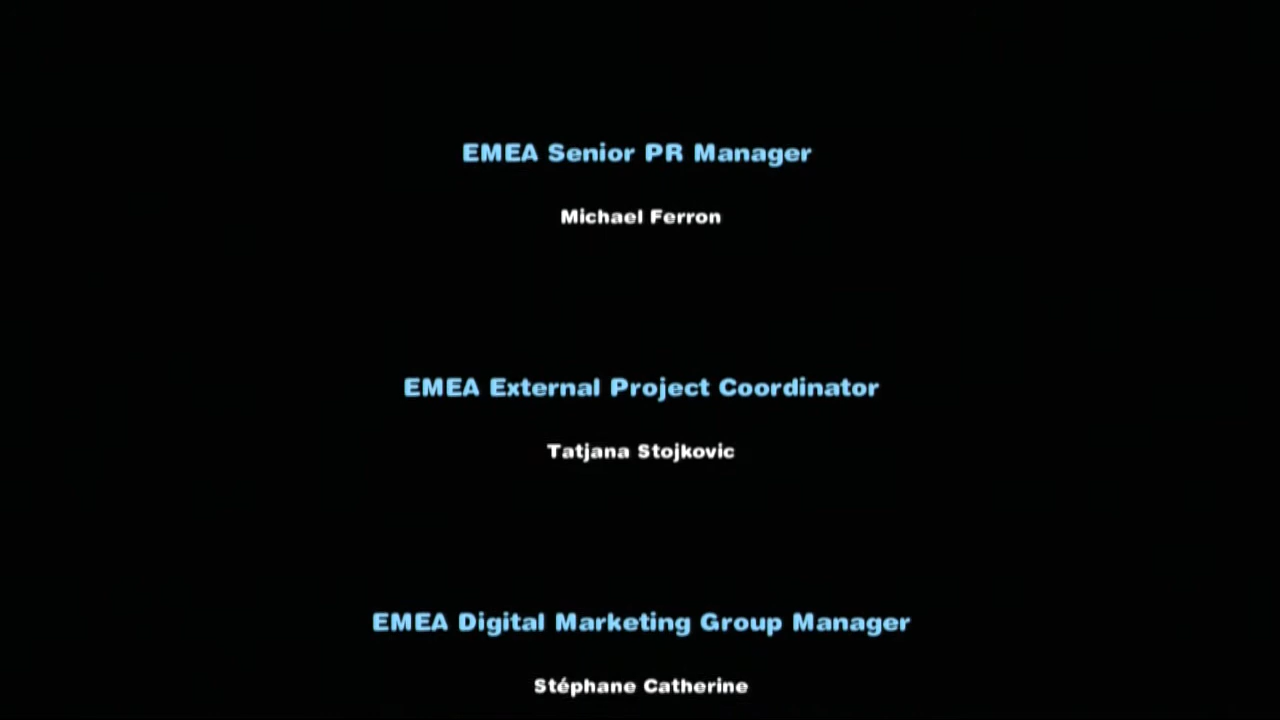 EMEA Senior PR Manager
Michael Ferron
EMEA External Project Coordinator
Tatjana Stojkovic
EMEA Digital Marketing Group Manager
Stéphane Catherine